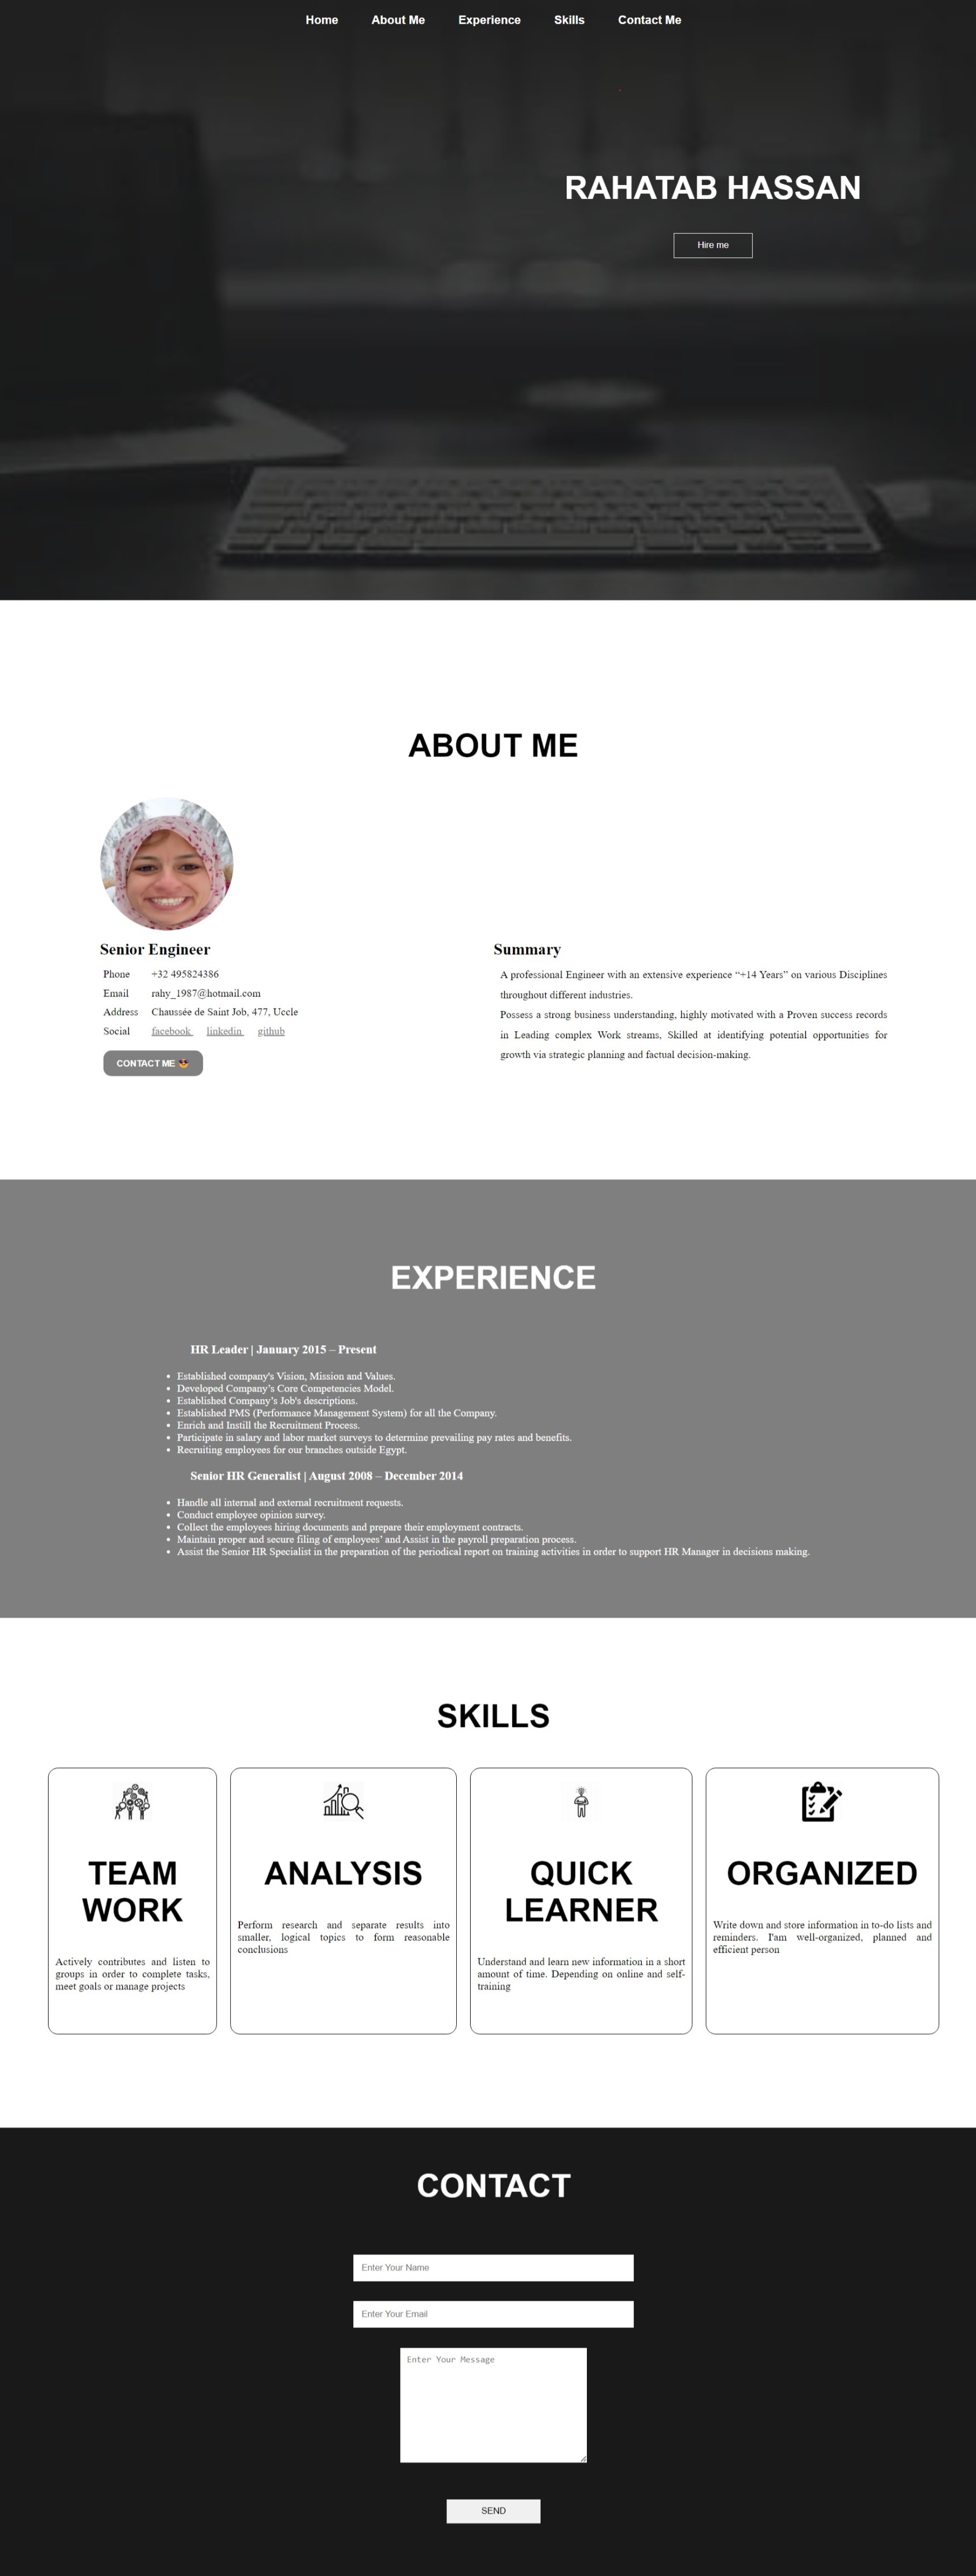 Home About Me Experience Skills Contact Me
RAHATAB HASSAN
Hire me
ABOUT ME
Senior Engineer
Phone +32 495824386
Email rahy_1987@hotmail.com
Address Chaussée de Saint Job, 477, Uccle
Social facebook linkedin github
CONTACT ME 😎
Summary
A professional Engineer with an extensive experience “+14 Years” on various Disciplines
throughout different industries.
Possess a strong business understanding, highly motivated with a Proven success records
in Leading complex Work streams, Skilled at identifying potential opportunities for
growth via strategic planning and factual decision-making.
EXPERIENCE
HR Leader | January 2015 – Present
Established company's Vision, Mission and Values.
Developed Company’s Core Competencies Model.
Established Company’s Job's descriptions.
Established PMS (Performance Management System) for all the Company.
Enrich and Instill the Recruitment Process.
Participate in salary and labor market surveys to determine prevailing pay rates and benefits.
Recruiting employees for our branches outside Egypt.
Senior HR Generalist | August 2008 – December 2014
Handle all internal and external recruitment requests.
Conduct employee opinion survey.
Collect the employees hiring documents and prepare their employment contracts.
Maintain proper and secure filing of employees’ and Assist in the payroll preparation process.
Assist the Senior HR Specialist in the preparation of the periodical report on training activities in order to support HR Manager in decisions making.
SKILLS
TEAM
WORK
Actively contributes and listen to
groups in order to complete tasks,
meet goals or manage projects
ANALYSIS
Perform research and separate results into
smaller, logical topics to form reasonable
conclusions
QUICK
LEARNER
Understand and learn new information in a short
amount of time. Depending on online and self-
training
ORGANIZED
Write down and store information in to-do lists and
reminders. I'am well-organized, planned and
efficient person
CONTACT
Enter Your Name
Enter Your Email
Enter Your Message
SEND